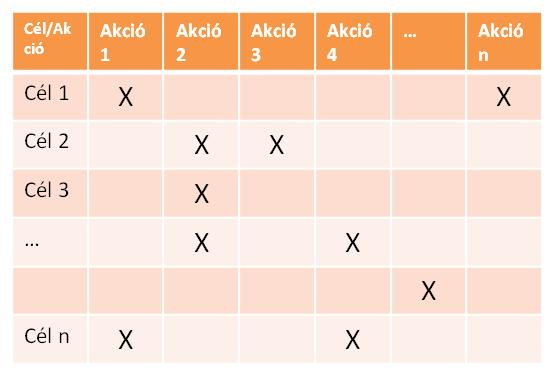 Cél/Ak Akció Akció Akció Akció ... Akció
ció 1 2 3 4 n
Cél 1 X X
Cél 2 X X
Cél 3 X
... X X
X
Cél n X X